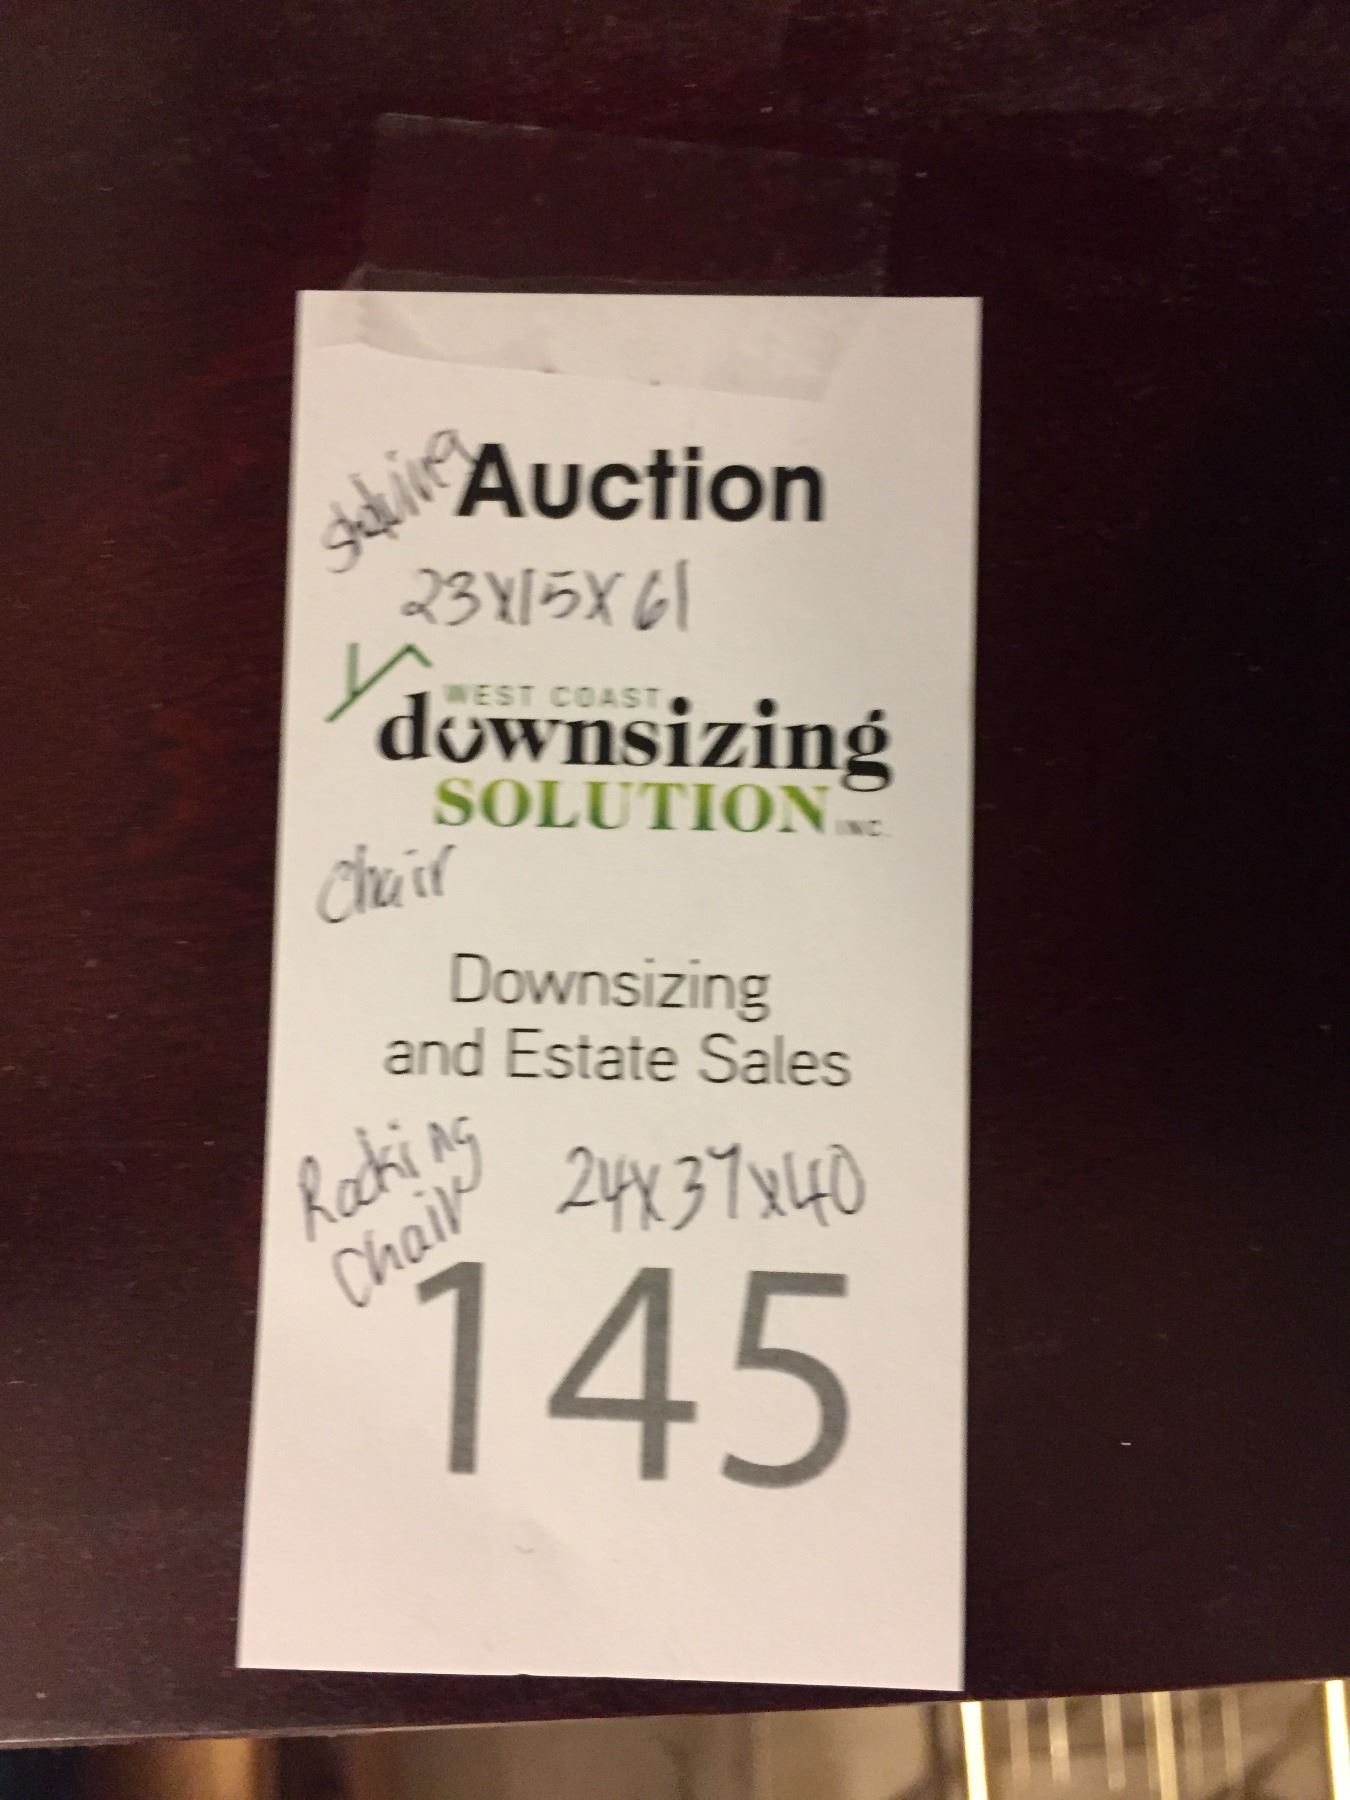 Shelving
Auction
23X15X61
WEST COAST
downsizing
SOLUTION INC.
Chair
Downsizing
and Estate Sales
Rocking
Chair
24X37X40
145